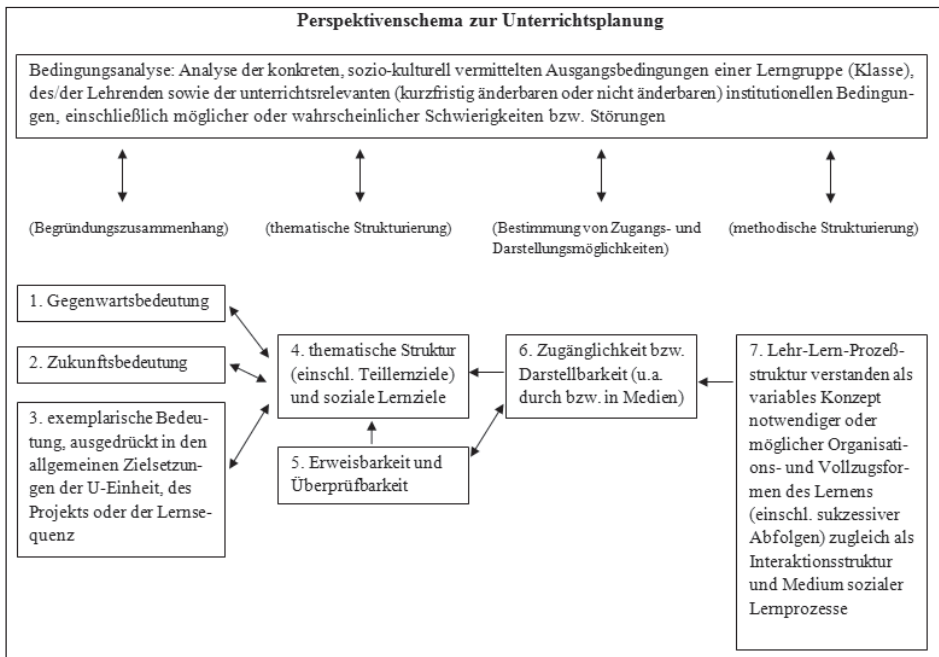 Perspektivenschema zur Unterrichtsplanung
Bedingungsanalyse: Analyse der konkreten, sozio-kulturell vermittelten Ausgangsbedingungen einer Lerngruppe (Klasse),
des/der Lehrenden sowie der unterrichtsrelevanten (kurzfristig änderbaren oder nicht änderbaren) institutionellen Bedingun-
gen, einschließlich möglicher oder wahrscheinlicher Schwierigkeiten bzw. Störungen
(Begründungszusammenhang)
(thematische Strukturierung)
(Bestimmung von Zugangs- und
Darstellungsmöglichkeiten)
(methodische Strukturierung)
1. Gegenwartsbedeutung
2. Zukunftsbedeutung
3. exemplarische Bedeu-
tung, ausgedrückt in den
allgemeinen Zielsetzun-
gen der U-Einheit, des
Projekts oder der Lernse-
quenz
4. thematische Struktur
(einschl. Teillernziele)
und soziale Lernziele
5. Erweisbarkeit und
Überprüfbarkeit
6. Zugänglichkeit bzw.
Darstellbarkeit (u.a.
durch bzw. in Medien)
7. Lehr-Lern-Prozeß-
struktur verstanden als
variables Konzept
notwendiger oder
möglicher Organisati-
ons- und Vollzugsfor-
men des Lernens
(einschl. sukzessiver
Abfolgen) zugleich als
Interaktionsstruktur
und Medium sozialer
Lernprozesse